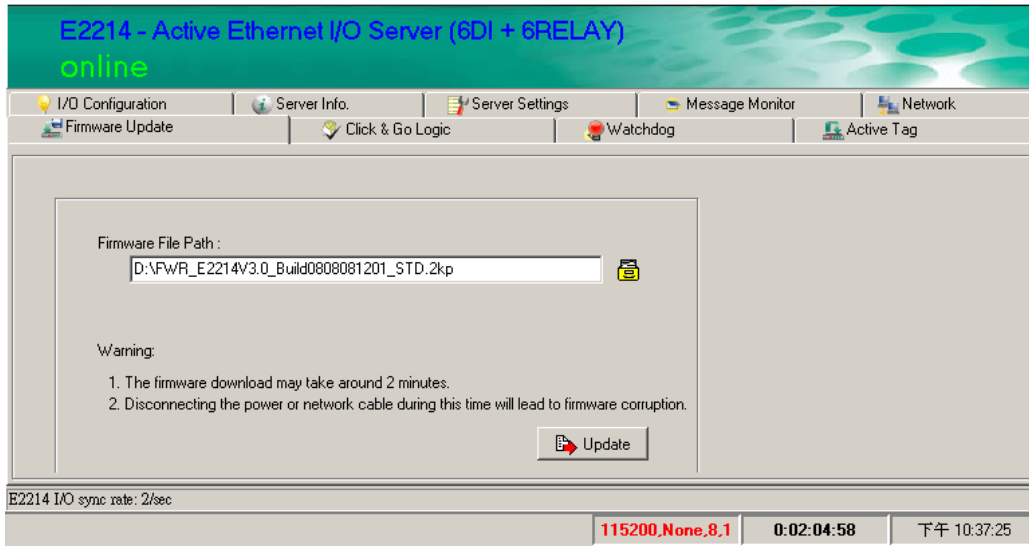 E2214 - Active Ethernet I/O Server (6DI + 6RELAY)
online
I/O Configuration
Server Info.
Server Settings
Message Monitor
Network
Firmware Update
Click & Go Logic
Watchdog
Active Tag
Firmware File Path :
D:\FWR_E2214V3.0_Build0808081201_STD.2kp
Warning:
1. The firmware download may take around 2 minutes.
2. Disconnecting the power or network cable during this time will lead to firmware corruption.
Update
E2214 I/O sync rate: 2/sec
115200,None,8,1
0:02:04:58
下午 10:37:25